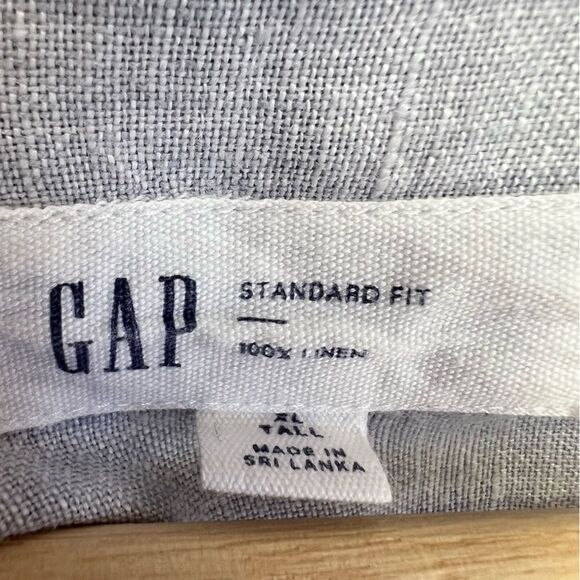 GAP
STANDARD FIT
100% LINEN
XL
TALL
MADE IN
SRI LANKA